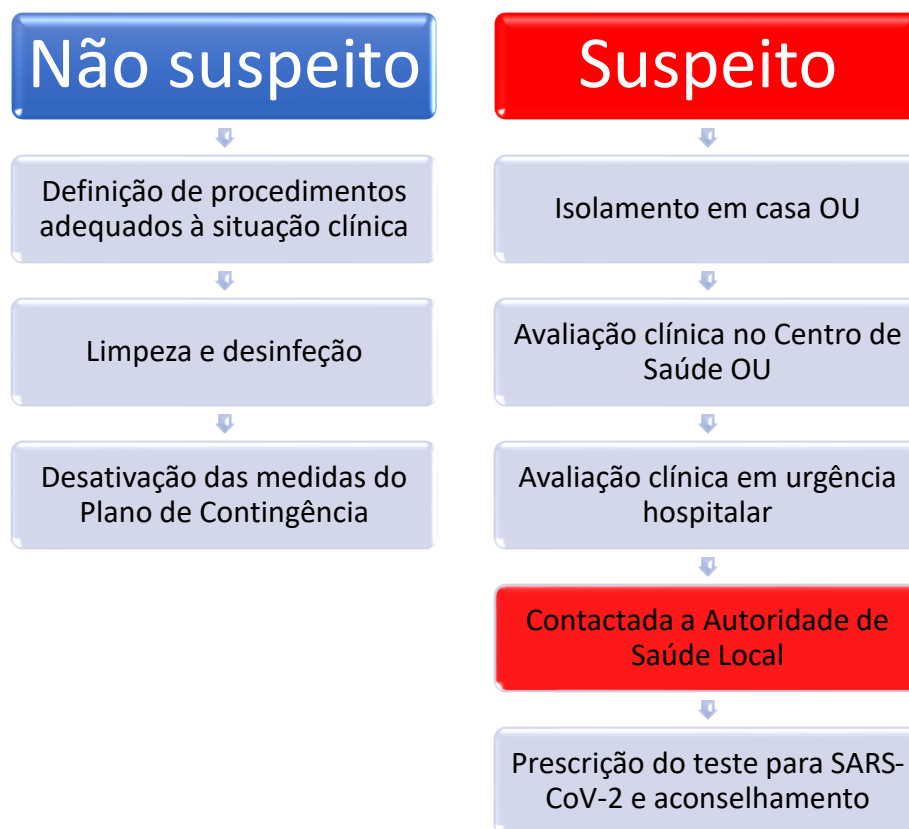 Não suspeito
Definição de procedimentos
adequados à situação clínica
Limpeza e desinfeção
Desativação das medidas do
Plano de Contingência
Suspeito
Isolamento em casa OU
Avaliação clínica no Centro de
Saúde OU
Avaliação clínica em urgência
hospitalar
Contactada a Autoridade de
Saúde Local
Prescrição do teste para SARS-
CoV-2 e aconselhamento